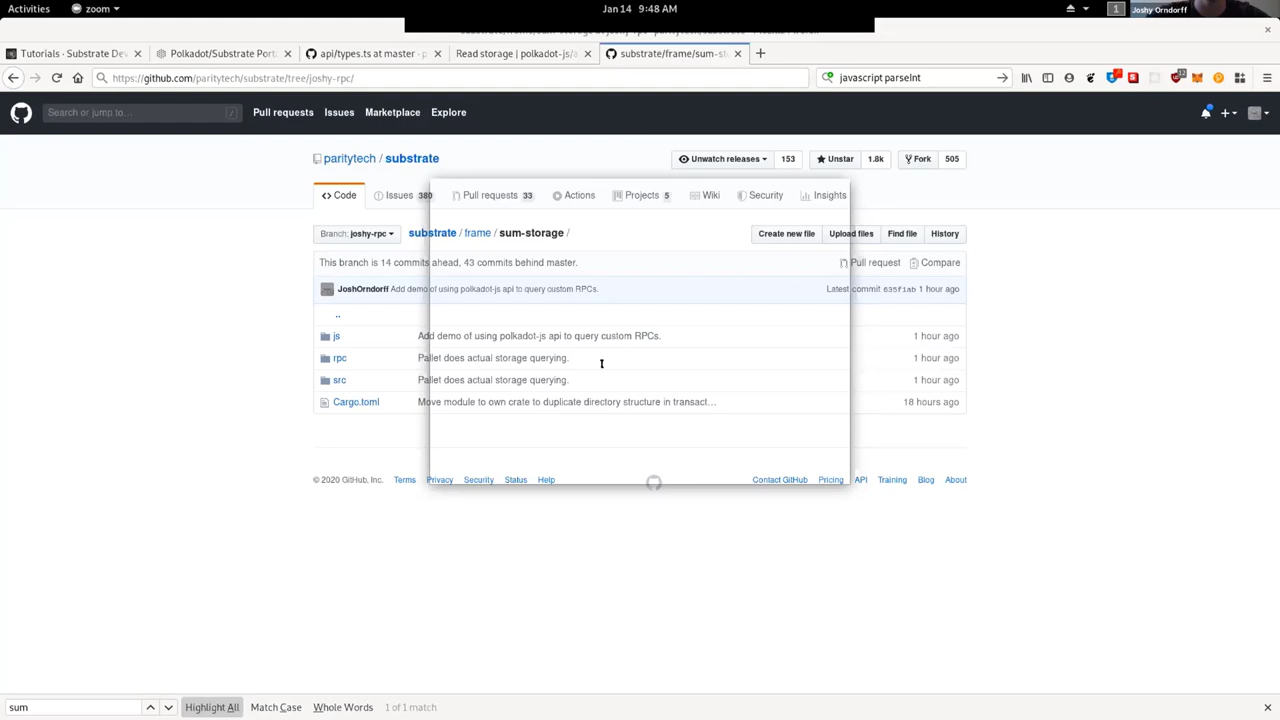 Activities zoom Jan 14 9:48 AM 1 Joshy Orndorff
Tutorials · Substrate De Polkadot/Substrate Port api/types.ts at master · p Read storage | polkadot-js/a substrate/frame/sum-st
https://github.com/paritytech/substrate/tree/joshy-rpc/ javascript parseInt
Search or jump to... / Pull requests Issues Marketplace Explore
paritytech / substrate Unwatch releases 153 Unstar 1.8k Fork 505
Code Issues 380 Pull requests 33 Actions Projects 5 Wiki Security Insights
Branch: joshy-rpc substrate / frame / sum-storage / Create new file Upload files Find file History
This branch is 14 commits ahead, 43 commits behind master. Pull request Compare
JoshOrndorff Add demo of using polkadot-js api to query custom RPCs. Latest commit 635f1ab 1 hour ago
..
js Add demo of using polkadot-js api to query custom RPCs. 1 hour ago
rpc Pallet does actual storage querying. 1 hour ago
src Pallet does actual storage querying. 1 hour ago
Cargo.toml Move module to own crate to duplicate directory structure in transact… 18 hours ago
© 2020 GitHub, Inc. Terms Privacy Security Status Help Contact GitHub Pricing API Training Blog About
sum Highlight All Match Case Whole Words 1 of 1 match